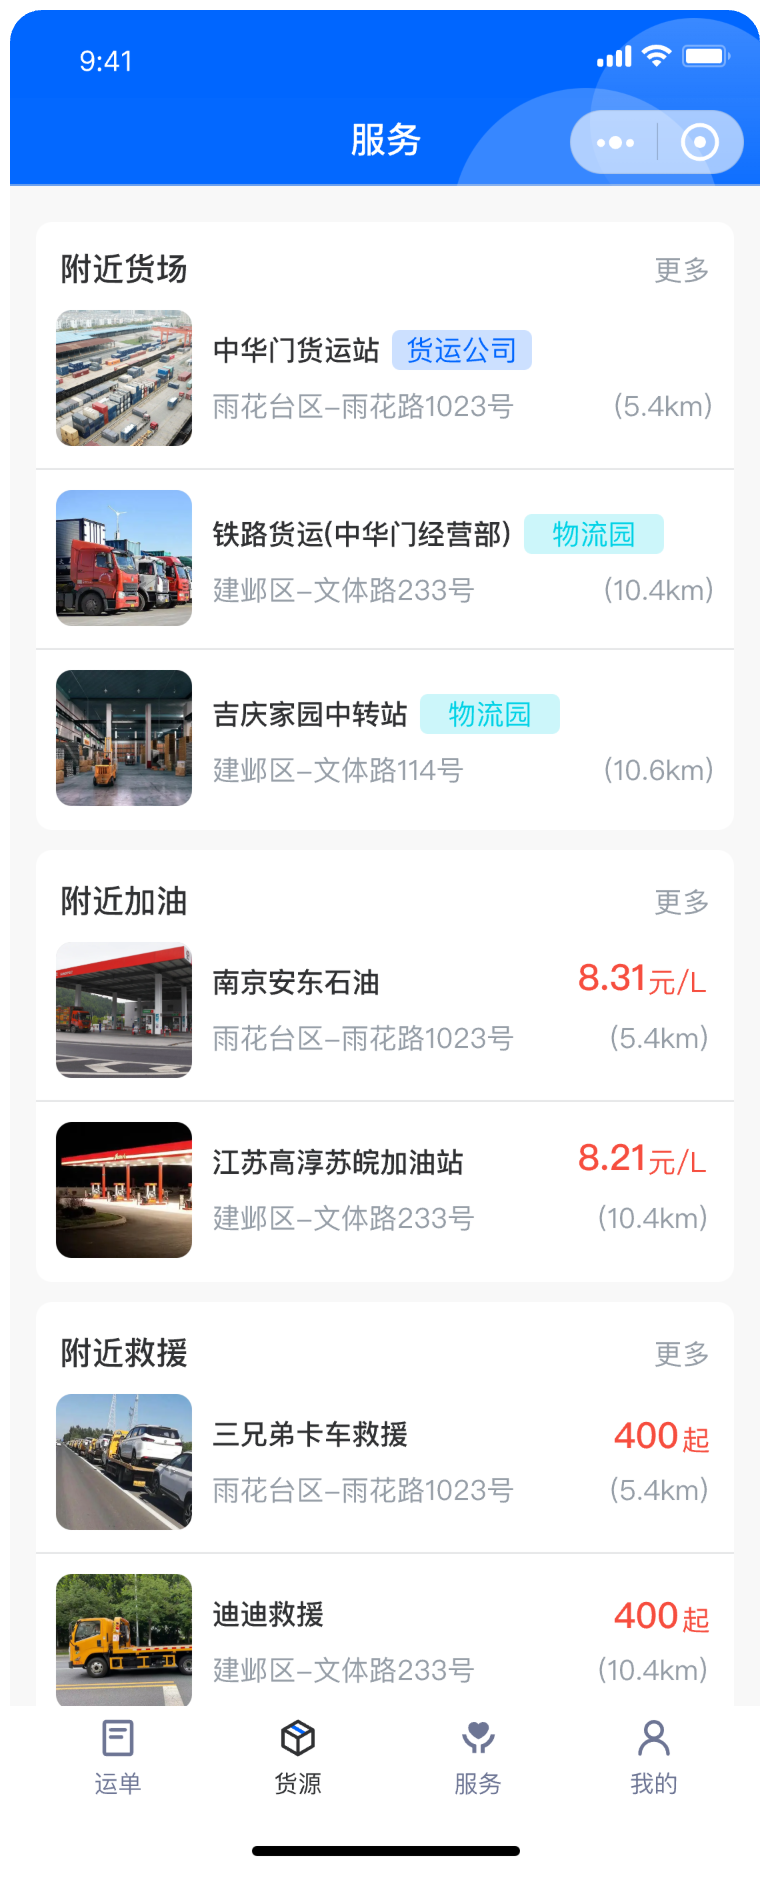 9:41
服务
附近货场
更多
中华门货运站 货运公司
雨花台区-雨花路1023号 (5.4km)
铁路货运(中华门经营部) 物流园
建邺区-文体路233号 (10.4km)
吉庆家园中转站 物流园
建邺区-文体路114号 (10.6km)
附近加油
更多
南京安东石油 8.31元/L
雨花台区-雨花路1023号 (5.4km)
江苏高淳苏皖加油站 8.21元/L
建邺区-文体路233号 (10.4km)
附近救援
更多
三兄弟卡车救援 400起
雨花台区-雨花路1023号 (5.4km)
迪迪救援 400起
建邺区-文体路233号 (10.4km)
运单 货源 服务 我的